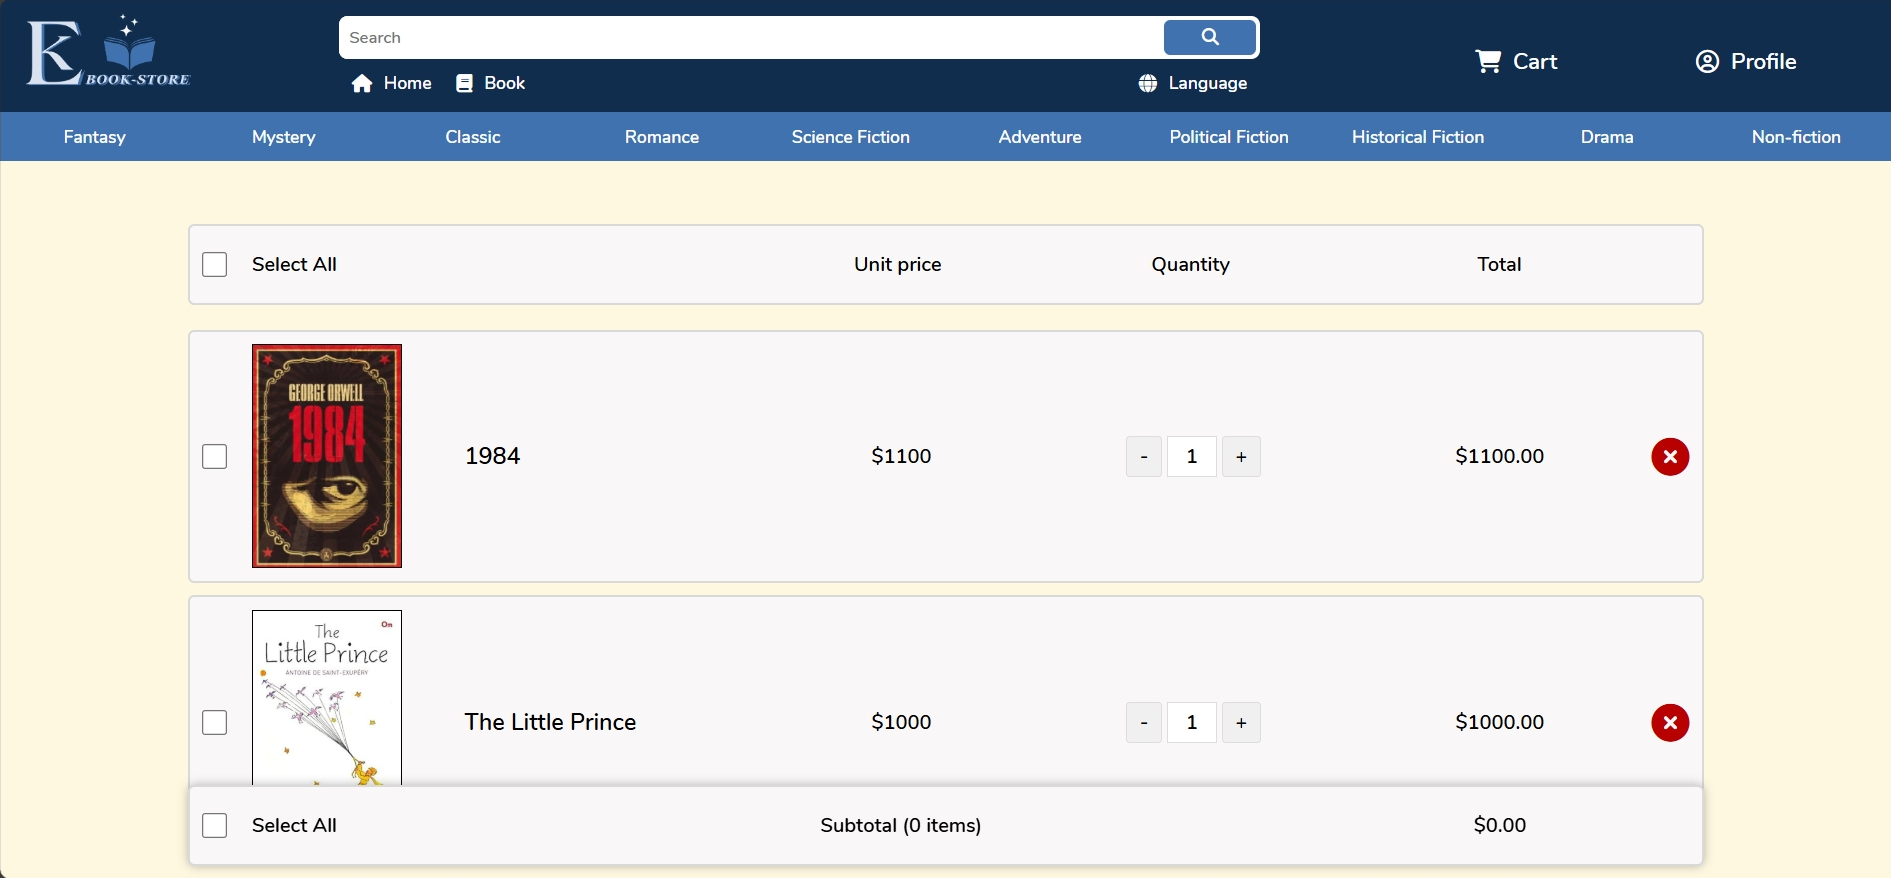 EK
BOOK-STORE
Search
Home
Book
Language
Cart
Profile
Fantasy
Mystery
Classic
Romance
Science Fiction
Adventure
Political Fiction
Historical Fiction
Drama
Non-fiction
Select All
Unit price
Quantity
Total
GEORGE ORWELL
1984
1984
$1100
- 1 +
$1100.00
On
The
Little Prince
ANTOINE DE SAINT-EXUPÉRY
The Little Prince
$1000
- 1 +
$1000.00
Select All
Subtotal (0 items)
$0.00